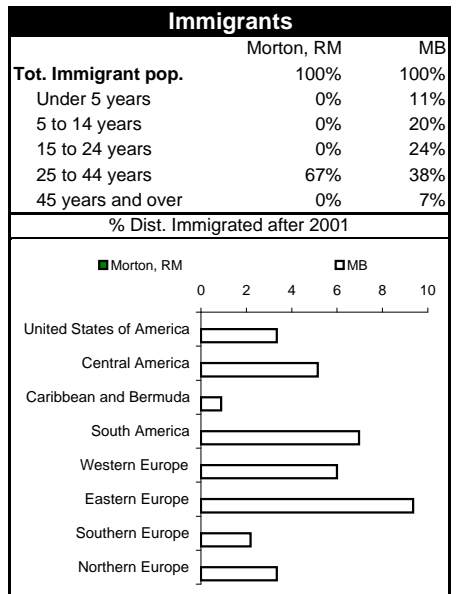 Immigrants
Morton, RM MB
Tot. Immigrant pop. 100% 100%
Under 5 years 0% 11%
5 to 14 years 0% 20%
15 to 24 years 0% 24%
25 to 44 years 67% 38%
45 years and over 0% 7%
% Dist. Immigrated after 2001
Morton, RM MB
0 2 4 6 8 10
United States of America
Central America
Caribbean and Bermuda
South America
Western Europe
Eastern Europe
Southern Europe
Northern Europe